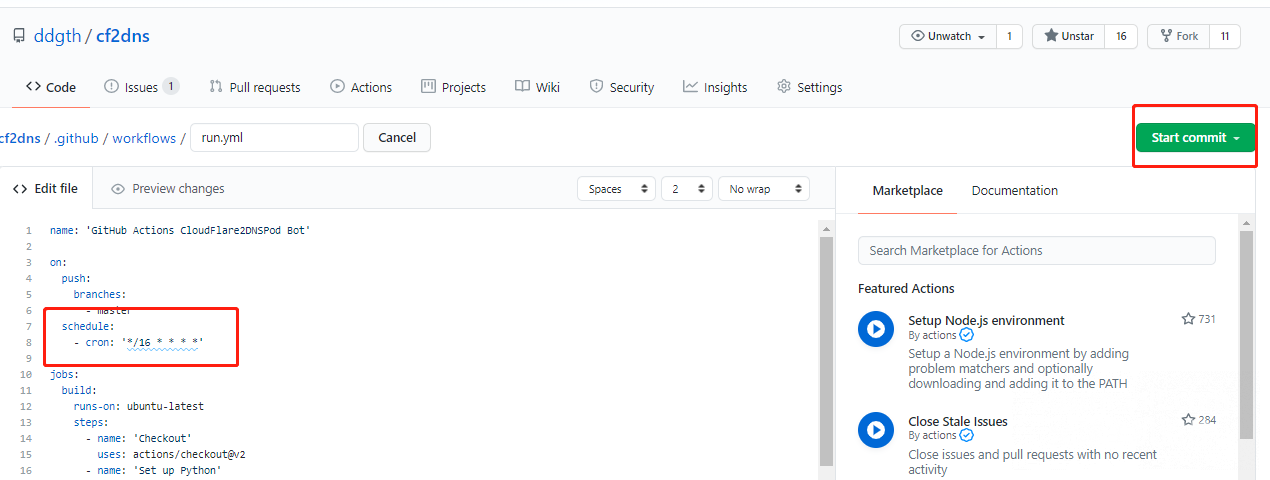 ddgth / cf2dns
Unwatch 1 Unstar 16 Fork 11
Code Issues 1 Pull requests Actions Projects Wiki Security Insights Settings
cf2dns / .github / workflows / run.yml Cancel Start commit
Edit file Preview changes Spaces 2 No wrap
Marketplace Documentation
1 name: 'GitHub Actions CloudFlare2DNSPod Bot'
2
3 on:
4 push:
5 branches:
6 - master
7 schedule:
8 - cron: '*/16 * * * *'
9
10 jobs:
11 build:
12 runs-on: ubuntu-latest
13 steps:
14 - name: 'Checkout'
15 uses: actions/checkout@v2
16 - name: 'Set up Python'
Search Marketplace for Actions
Featured Actions
Setup Node.js environment 731
By actions
Setup a Node.js environment by adding
problem matchers and optionally
downloading and adding it to the PATH
Close Stale Issues 284
By actions
Close issues and pull requests with no recent
activity